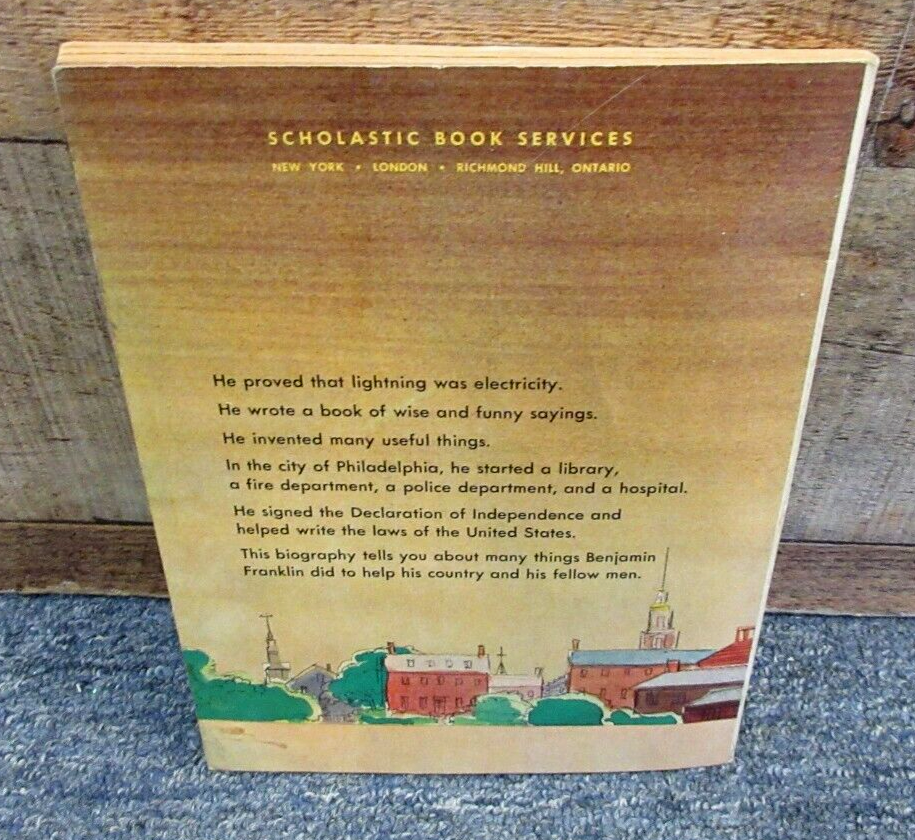 SCHOLASTIC BOOK SERVICES
NEW YORK • LONDON • RICHMOND HILL, ONTARIO
He proved that lightning was electricity.
He wrote a book of wise and funny sayings.
He invented many useful things.
In the city of Philadelphia, he started a library,
a fire department, a police department, and a hospital.
He signed the Declaration of Independence and
helped write the laws of the United States.
This biography tells you about many things Benjamin
Franklin did to help his country and his fellow men.